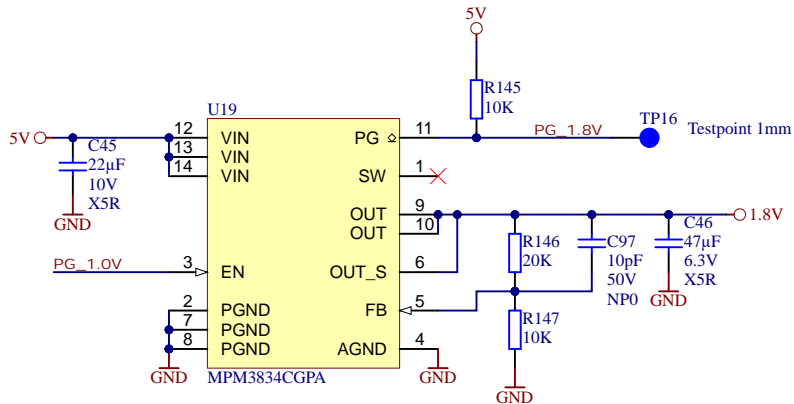 5V
R145
10K
U19
5V
C45
22µF
10V
X5R
GND
12
13
14
VIN
VIN
VIN
PG
11
PG_1.8V
TP16
Testpoint 1mm
SW
1
OUT
OUT
9
10
1.8V
PG_1.0V
3
EN
OUT_S
6
R146
20K
C97
10pF
50V
NP0
C46
47µF
6.3V
X5R
GND
2
7
8
PGND
PGND
PGND
FB
5
R147
10K
AGND
4
GND
GND
GND
MPM3834CGPA